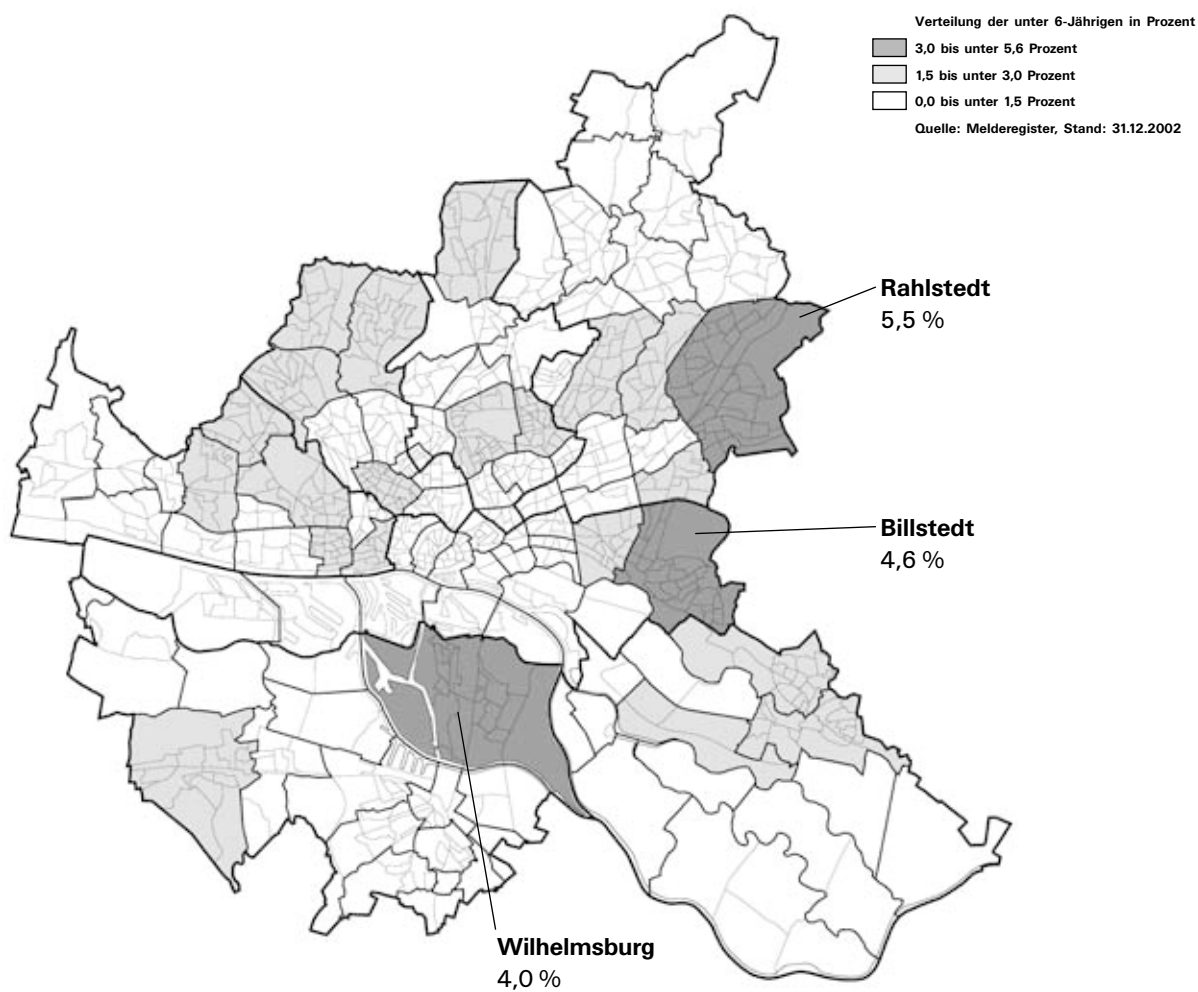 Verteilung der unter 6-Jährigen in Prozent
3,0 bis unter 5,6 Prozent
1,5 bis unter 3,0 Prozent
0,0 bis unter 1,5 Prozent
Quelle: Melderegister, Stand: 31.12.2002
Rahlstedt
5,5 %
Billstedt
4,6 %
Wilhelmsburg
4,0 %